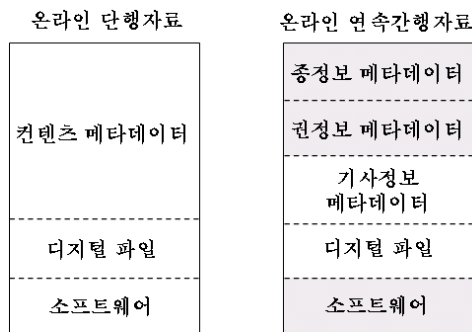 온라인 단행자료
컨텐츠 메타데이터
디지털 파일
소프트웨어
온라인 연속간행자료
종정보 메타데이터
권정보 메타데이터
기사정보
메타데이터
디지털 파일
소프트웨어